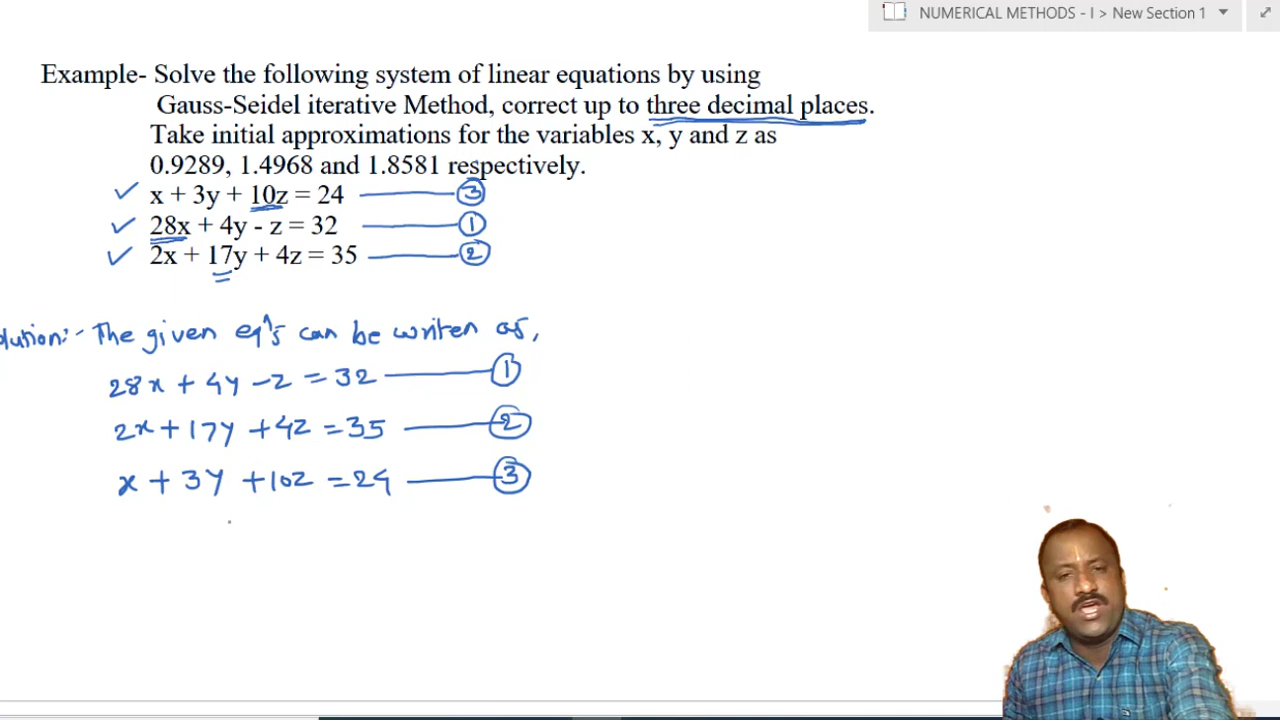 NUMERICAL METHODS - I > New Section 1
Example- Solve the following system of linear equations by using
Gauss-Seidel iterative Method, correct up to three decimal places.
Take initial approximations for the variables x, y and z as
0.9289, 1.4968 and 1.8581 respectively.
✓ x + 3y + 10z = 24 ③
✓ 28x + 4y - z = 32 ①
✓ 2x + 17y + 4z = 35 ②
lution:- The given eqⁿs can be writen as,
28x + 4y - z = 32 ①
2x + 17y + 4z = 35 ②
x + 3y + 10z = 24 ③